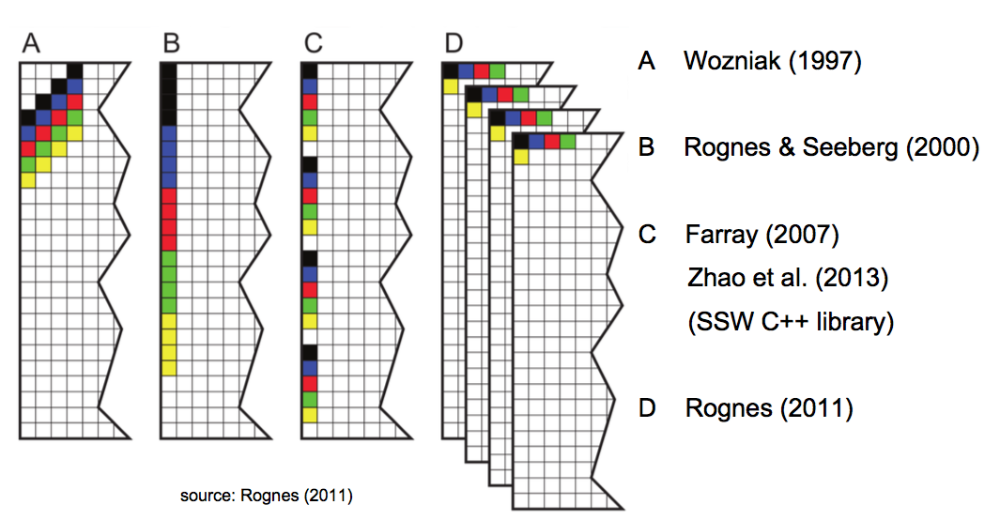 A
B
C
D
A Wozniak (1997)
B Rognes & Seeberg (2000)
C Farray (2007)
Zhao et al. (2013)
(SSW C++ library)
D Rognes (2011)
source: Rognes (2011)